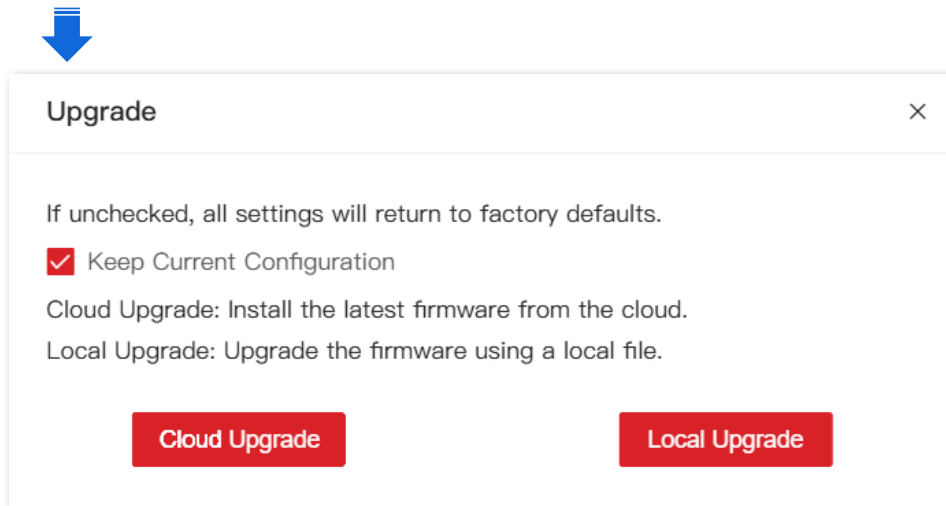 Upgrade
If unchecked, all settings will return to factory defaults.
Keep Current Configuration
Cloud Upgrade: Install the latest firmware from the cloud.
Local Upgrade: Upgrade the firmware using a local file.
Cloud Upgrade
Local Upgrade